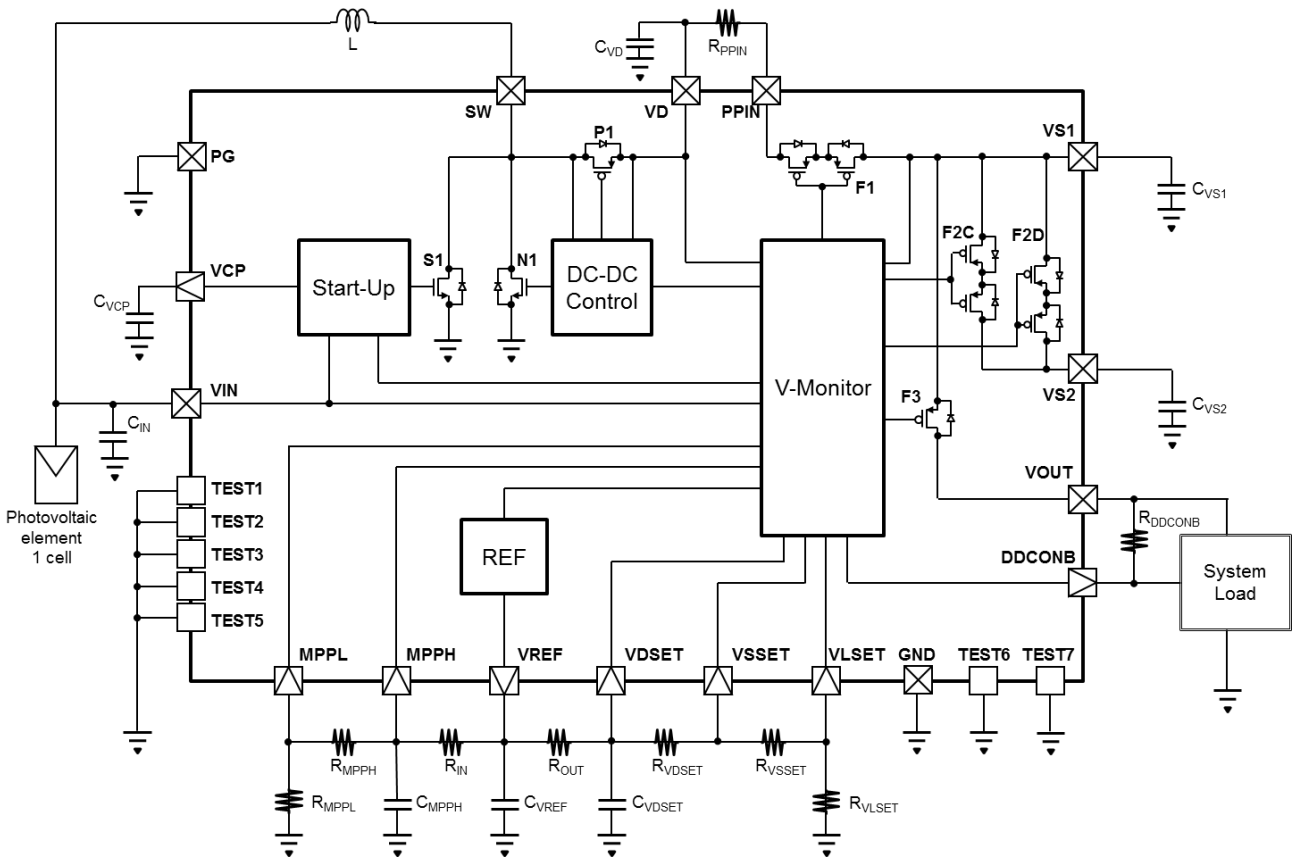 L
CVD
RPPIN
SW
VD
PPIN
P1
VS1
PG
F1
CVS1
F2C
F2D
VCP
S1
N1
Start-Up
DC-DC
Control
CVCP
V-Monitor
VIN
VS2
CIN
F3
CVS2
VOUT
TEST1
Photovoltaic
element
1 cell
TEST2
RDDCONB
REF
TEST3
DDCONB
System
Load
TEST4
TEST5
MPPL
MPPH
VREF
VDSET
VSSET
VLSET
GND
TEST6
TEST7
RMPPH
RIN
ROUT
RVDSET
RVSSET
RMPPL
CMPPH
CVREF
CVDSET
RVLSET